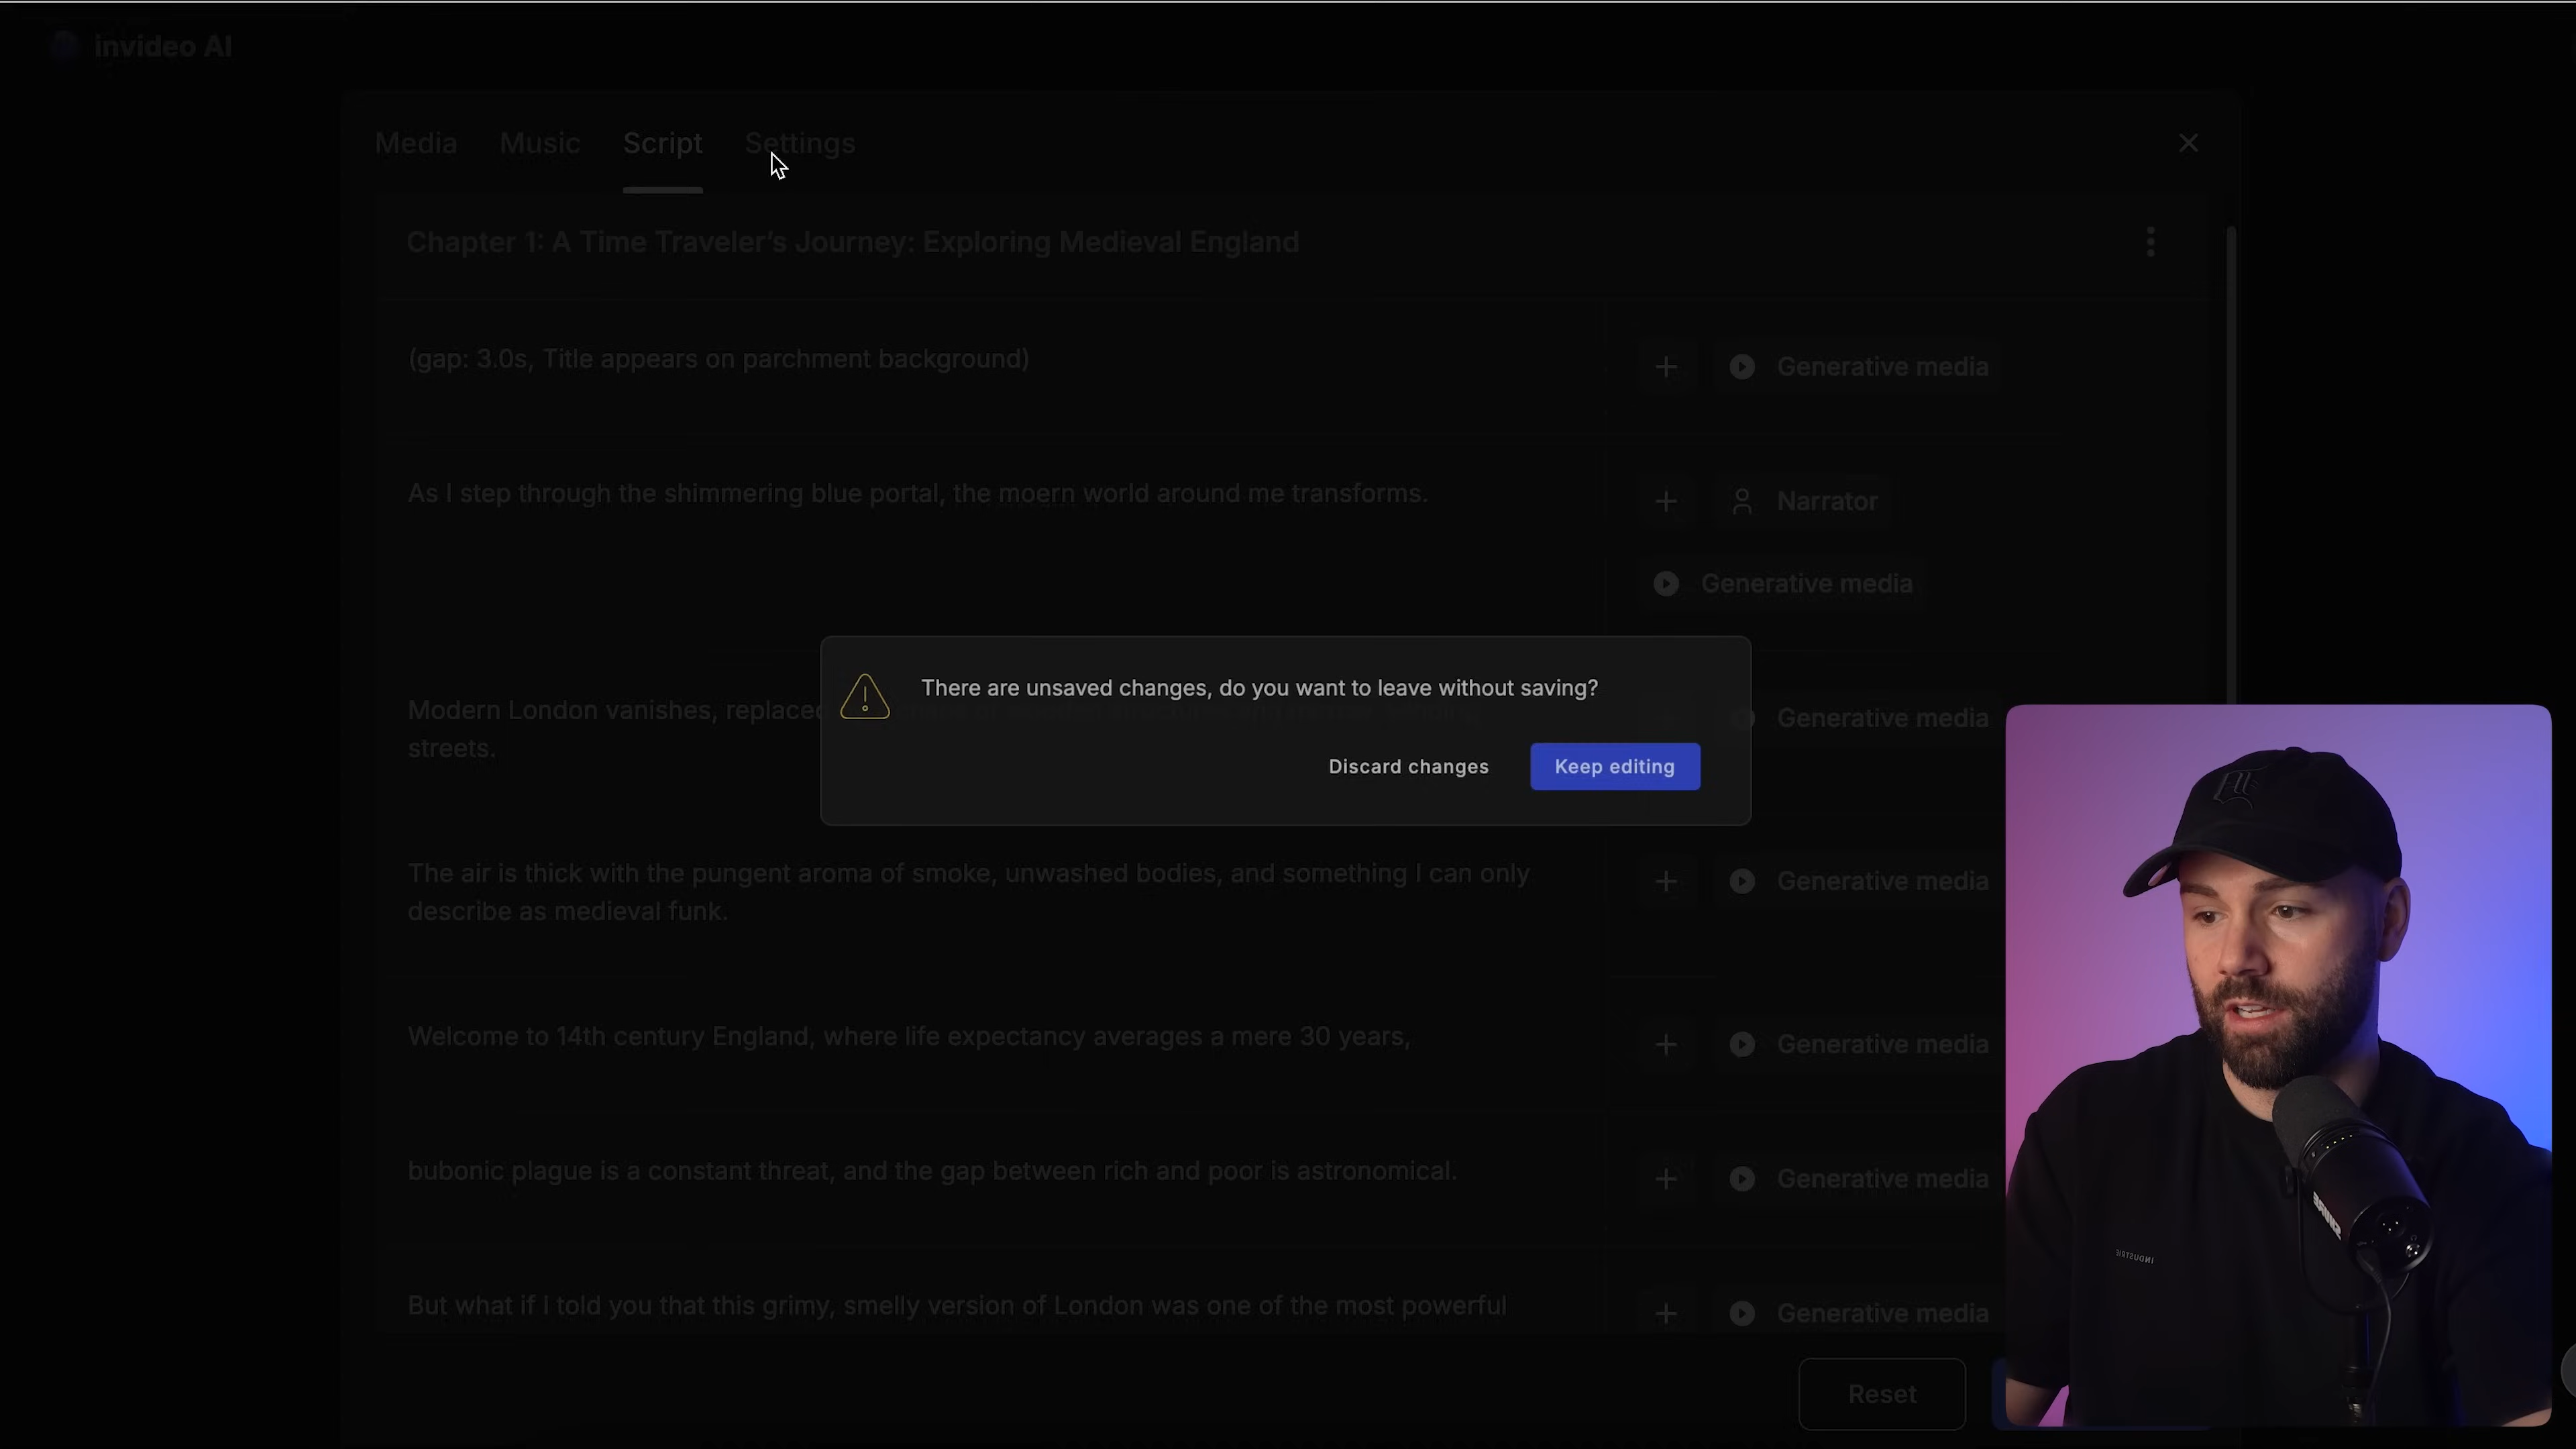 invideo AI
Media Music Script Settings
Chapter 1: A Time Traveler's Journey: Exploring Medieval England
(gap: 3.0s, Title appears on parchment background)
Generative media
As I step through the shimmering blue portal, the moern world around me transforms.
Narrator
Generative media
There are unsaved changes, do you want to leave without saving?
Modern London vanishes, replaced
streets.
Generative media
Discard changes
Keep editing
The air is thick with the pungent aroma of smoke, unwashed bodies, and something I can only
describe as medieval funk.
Generative media
Welcome to 14th century England, where life expectancy averages a mere 30 years,
Generative media
bubonic plague is a constant threat, and the gap between rich and poor is astronomical.
Generative media
But what if I told you that this grimy, smelly version of London was one of the most powerful
Generative media
Reset